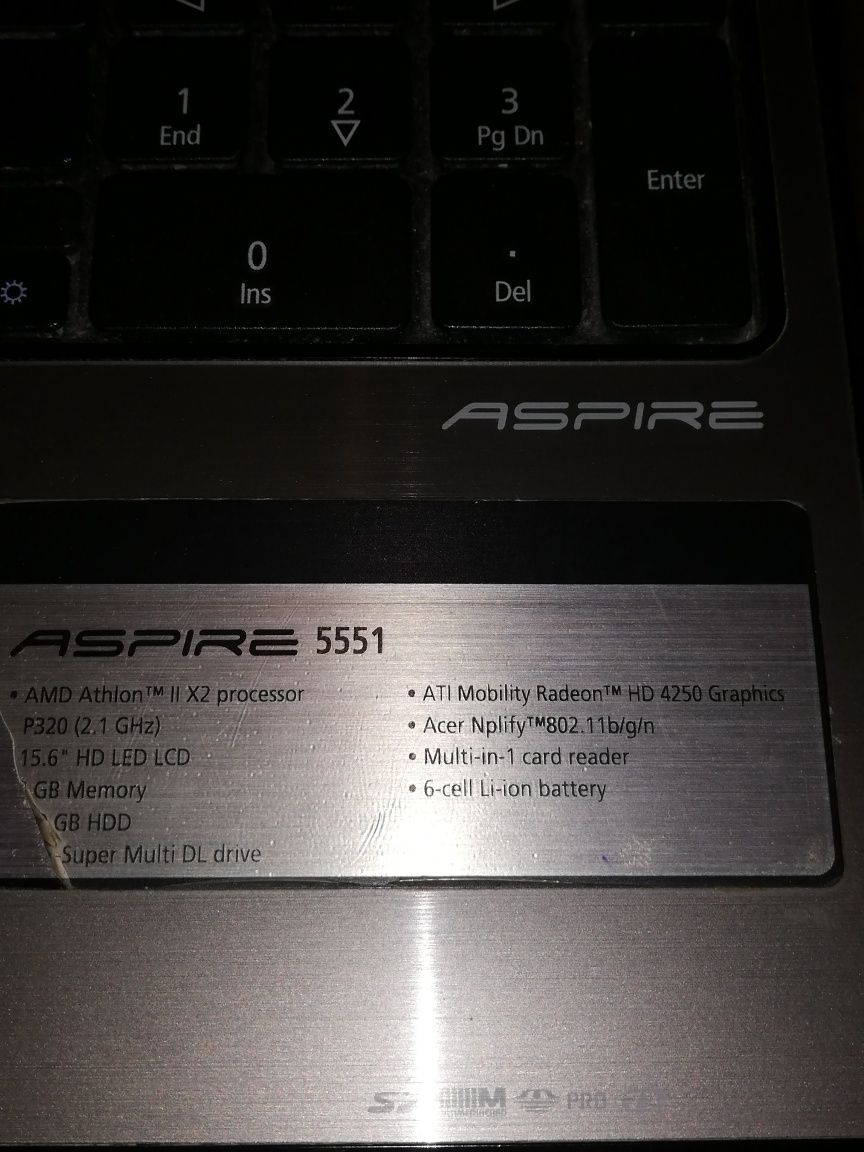 1
End
2
3
Pg Dn
Enter
0
Ins
.
Del
ASPIRE
ASPIRE 5551
• AMD Athlon™ II X2 processor
P320 (2.1 GHz)
15.6" HD LED LCD
GB Memory
GB HDD
-Super Multi DL drive
• ATI Mobility Radeon™ HD 4250 Graphics
• Acer Nplify™802.11b/g/n
• Multi-in-1 card reader
• 6-cell Li-ion battery
PRO